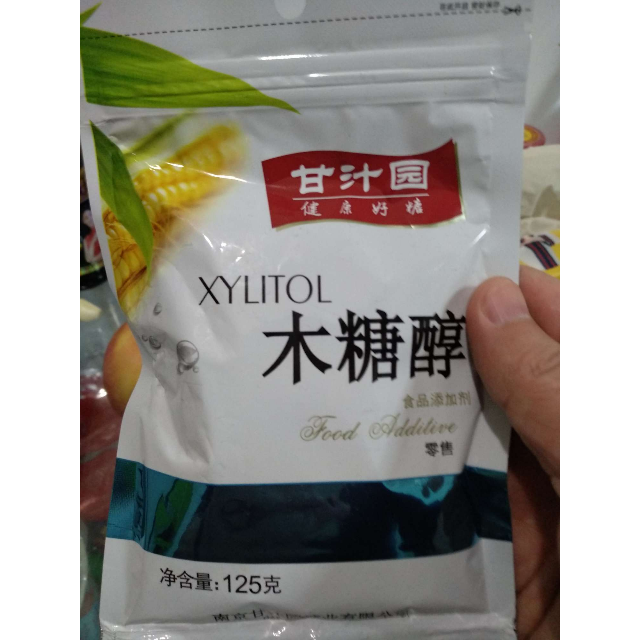 甘汁园
健康好糖
XYLITOL
木糖醇
食品添加剂
Food Additive
零售
净含量：125克